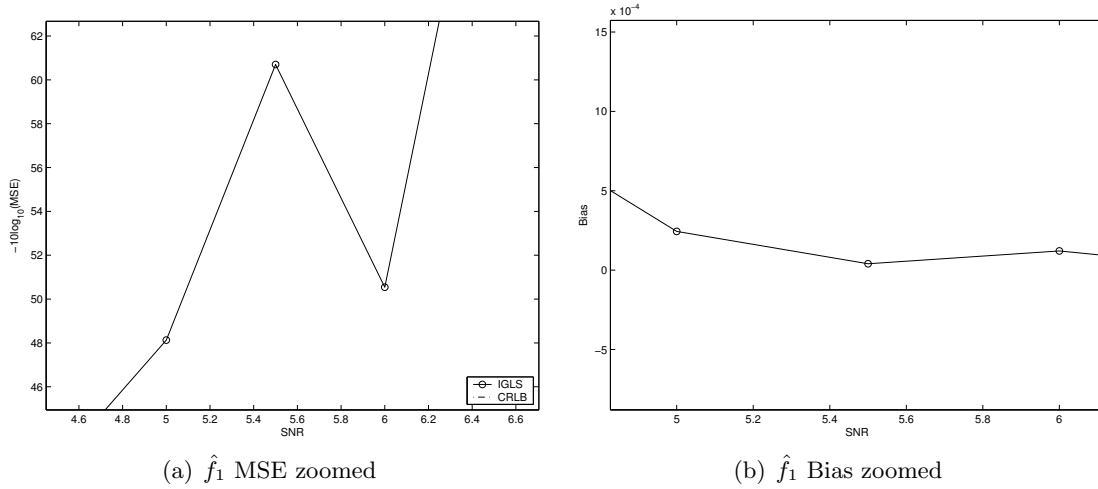 62
60
58
56
54
52
50
48
46
−10log10(MSE)
4.6 4.8 5 5.2 5.4 5.6 5.8 6 6.2 6.4 6.6
SNR
IGLS
CRLB
(a) f̂1 MSE zoomed
x 10−4
15
10
5
0
−5
Bias
5 5.2 5.4 5.6 5.8 6
SNR
(b) f̂1 Bias zoomed